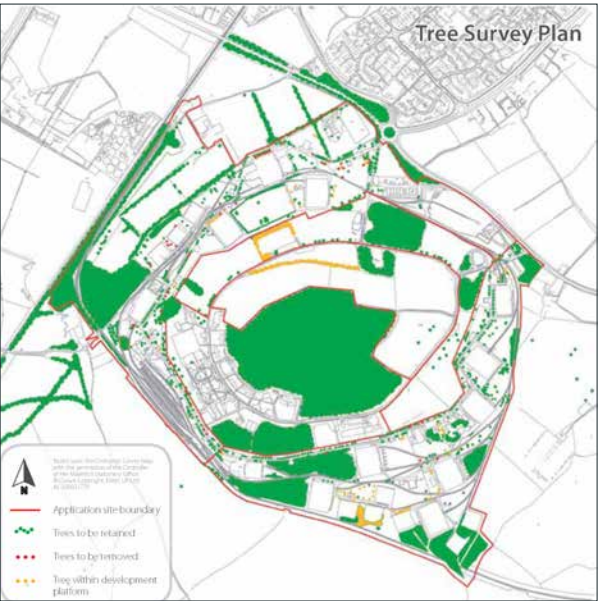 Tree Survey Plan
N
Application site boundary
Trees to be retained
Trees to be removed
Tree within development
platform